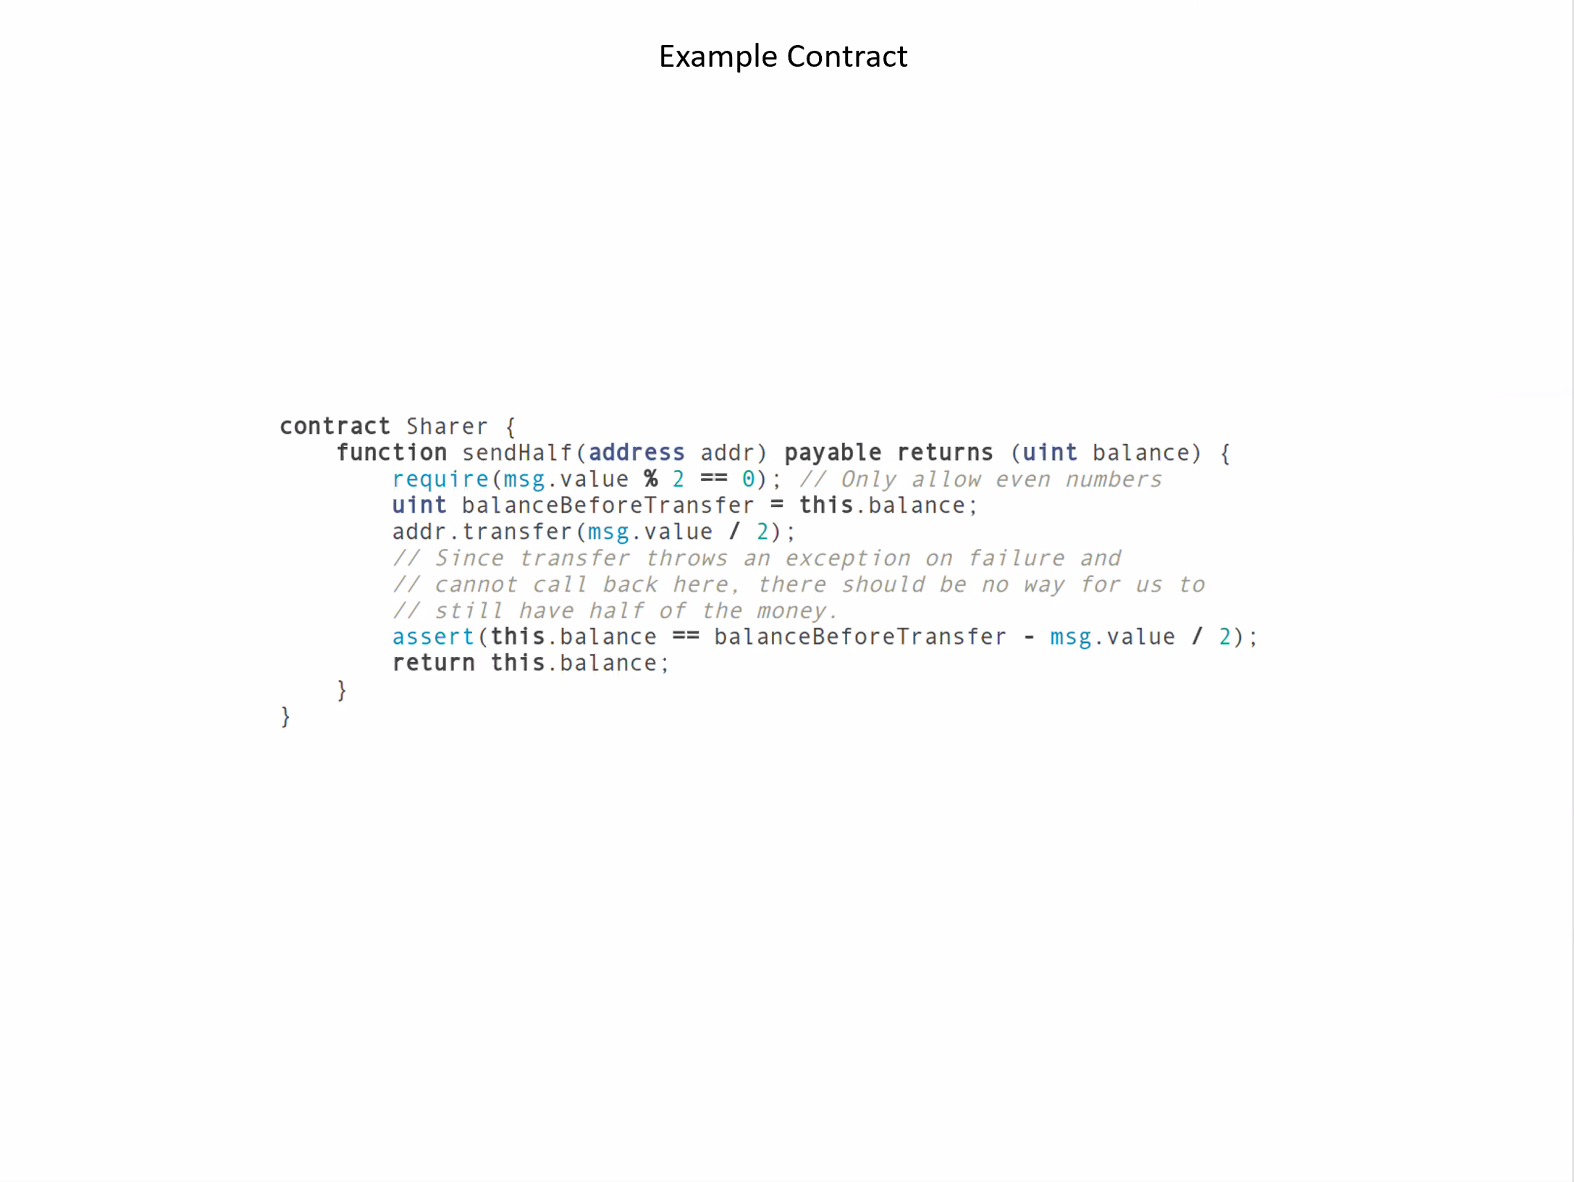 Example Contract
contract Sharer {
    function sendHalf(address addr) payable returns (uint balance) {
        require(msg.value % 2 == 0); // Only allow even numbers
        uint balanceBeforeTransfer = this.balance;
        addr.transfer(msg.value / 2);
        // Since transfer throws an exception on failure and
        // cannot call back here, there should be no way for us to
        // still have half of the money.
        assert(this.balance == balanceBeforeTransfer - msg.value / 2);
        return this.balance;
    }
}